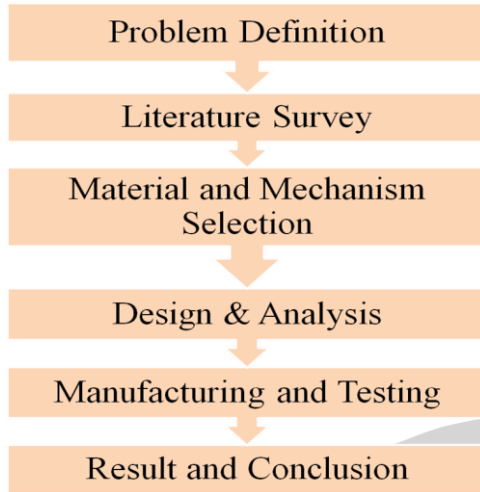 Problem Definition
Literature Survey
Material and Mechanism
Selection
Design & Analysis
Manufacturing and Testing
Result and Conclusion